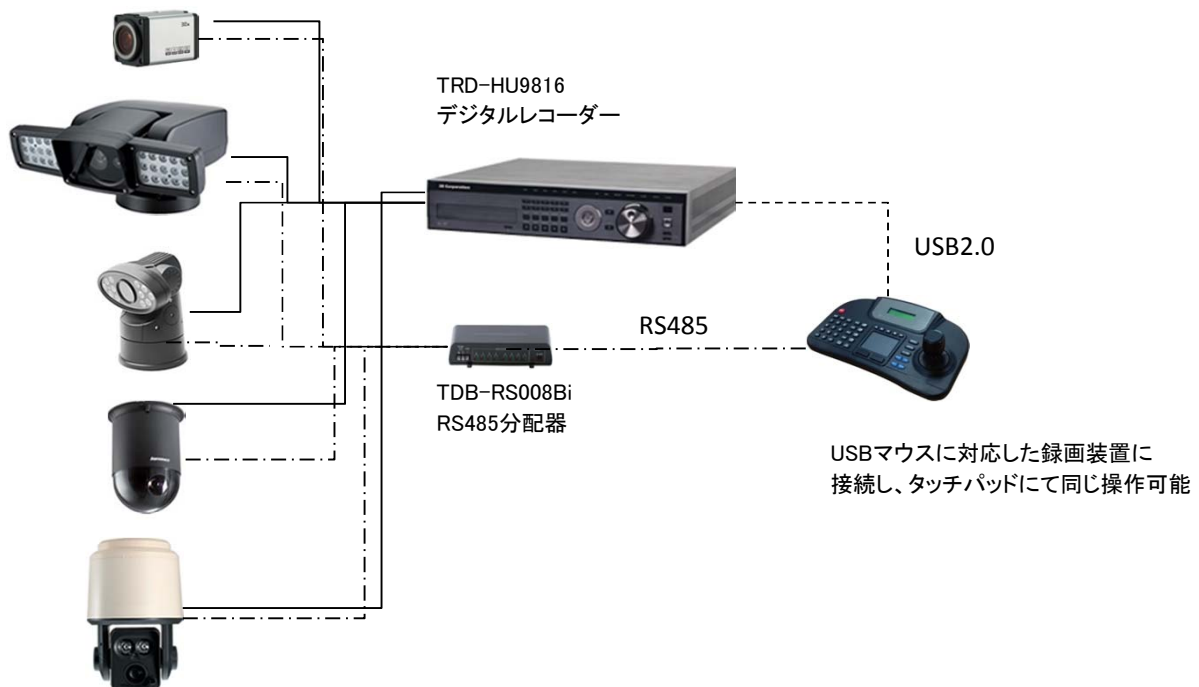 TRD-HU9816
デジタルレコーダー
USB2.0
RS485
TDB-RS008Bi
RS485分配器
USBマウスに対応した録画装置に
接続し、タッチパッドにて同じ操作可能